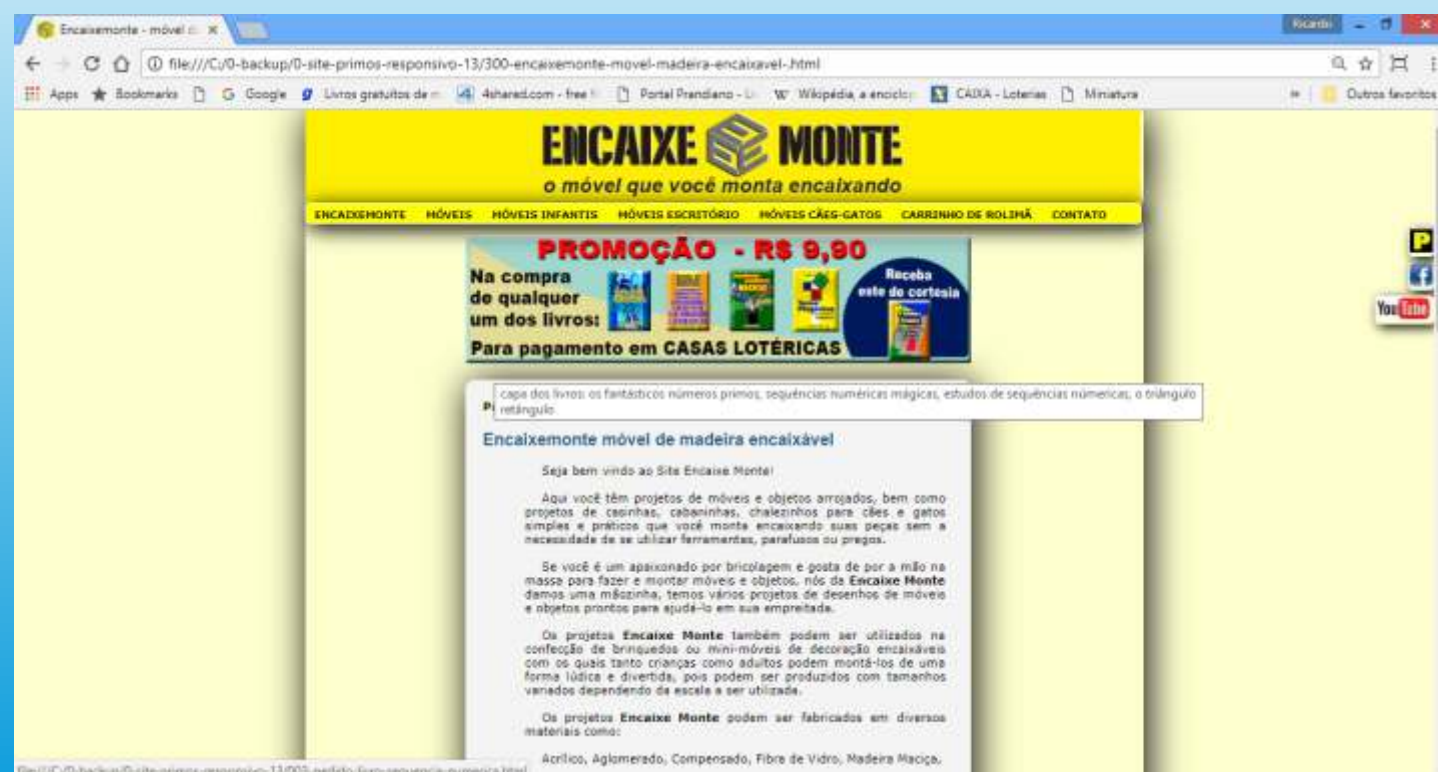 Encaixemonte - móvel d
Ricardo
file:///C:/0-backup/0-site-primos-responsivo-13/300-encaixemonte-movel-madeira-encaixavel-.html
Apps Bookmarks Google Livros gratuitos de m 4shared.com - free f Portal Prandiano - L Wikipédia, a enciclop CAIXA - Loterias Miniatura Outros favoritos
ENCAIXE MONTE
o móvel que você monta encaixando
ENCAIXEMONTE MÓVEIS MÓVEIS INFANTIS MÓVEIS ESCRITÓRIO MÓVEIS CÃES-GATOS CARRINHO DE ROLIMÃ CONTATO
PROMOÇÃO - R$ 9,90
Na compra
de qualquer
um dos livros:
Receba
este de cortesia
Para pagamento em CASAS LOTÉRICAS
P
f
You Tube
capa dos livros: os fantásticos números primos, sequências numéricas mágicas, estudos de sequências númericas, o triângulo
retângulo
Encaixemonte móvel de madeira encaixável
Seja bem vindo ao Site Encaixe Monte!
Aqui você têm projetos de móveis e objetos arrojados, bem como
projetos de casinhas, cabaninhas, chalezinhos para cães e gatos
simples e práticos que você monta encaixando suas peças sem a
necessidade de se utilizar ferramentas, parafusos ou pregos.
Se você é um apaixonado por bricolagem e gosta de por a mão na
massa para fazer e montar móveis e objetos, nós da Encaixe Monte
damos uma mãozinha, temos vários projetos de desenhos de móveis
e objetos prontos para ajudá-lo em sua empreitada.
Os projetos Encaixe Monte também podem ser utilizados na
confecção de brinquedos ou mini-móveis de decoração encaixáveis
com os quais tanto crianças como adultos podem montá-los de uma
forma lúdica e divertida, pois podem ser produzidos com tamanhos
variados dependendo da escala a ser utilizada.
Os projetos Encaixe Monte podem ser fabricados em diversos
materiais como:
Acrílico, Aglomerado, Compensado, Fibra de Vidro, Madeira Maciça,